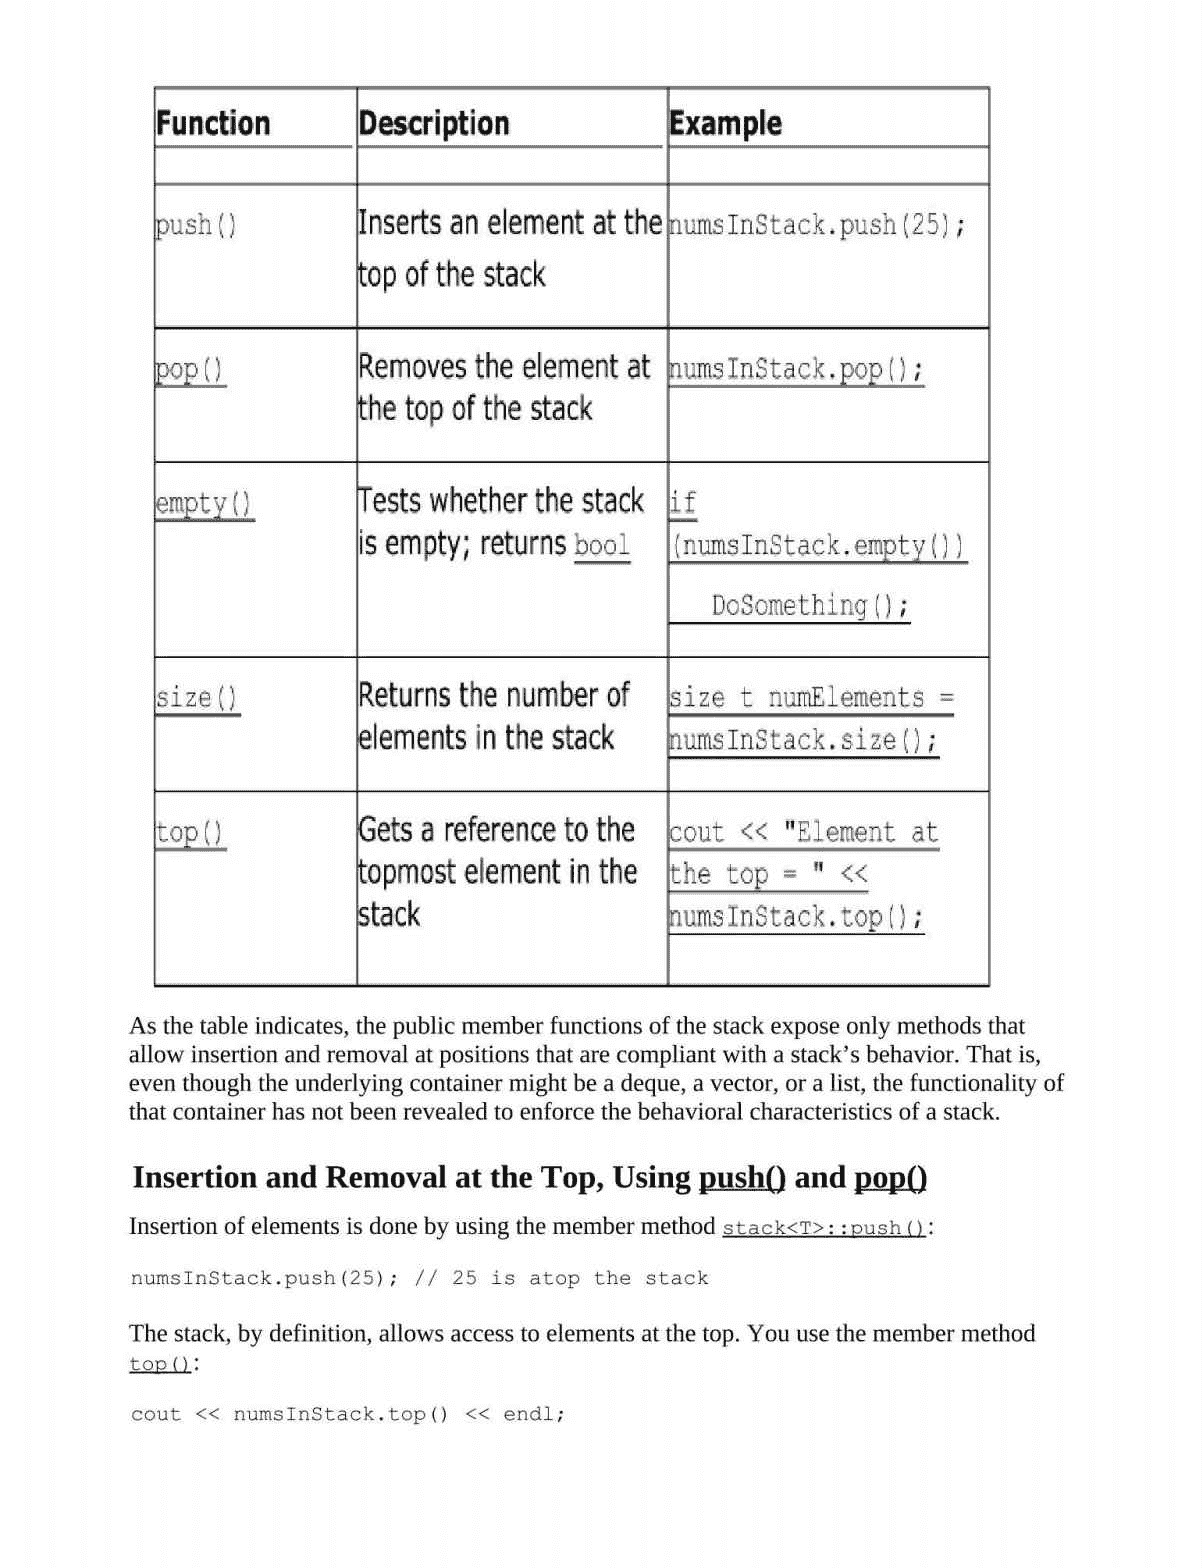 Function Description Example
push() Inserts an element at the numsInStack.push(25);
top of the stack
pop() Removes the element at numsInStack.pop();
the top of the stack
empty() Tests whether the stack if
is empty; returns bool (numsInStack.empty())
DoSomething();
size() Returns the number of size t numElements =
elements in the stack numsInStack.size();
top() Gets a reference to the cout << "Element at
topmost element in the the top = " <<
stack numsInStack.top();
As the table indicates, the public member functions of the stack expose only methods that
allow insertion and removal at positions that are compliant with a stack’s behavior. That is,
even though the underlying container might be a deque, a vector, or a list, the functionality of
that container has not been revealed to enforce the behavioral characteristics of a stack.
Insertion and Removal at the Top, Using push() and pop()
Insertion of elements is done by using the member method stack<T>::push():
numsInStack.push(25); // 25 is atop the stack
The stack, by definition, allows access to elements at the top. You use the member method
top():
cout << numsInStack.top() << endl;